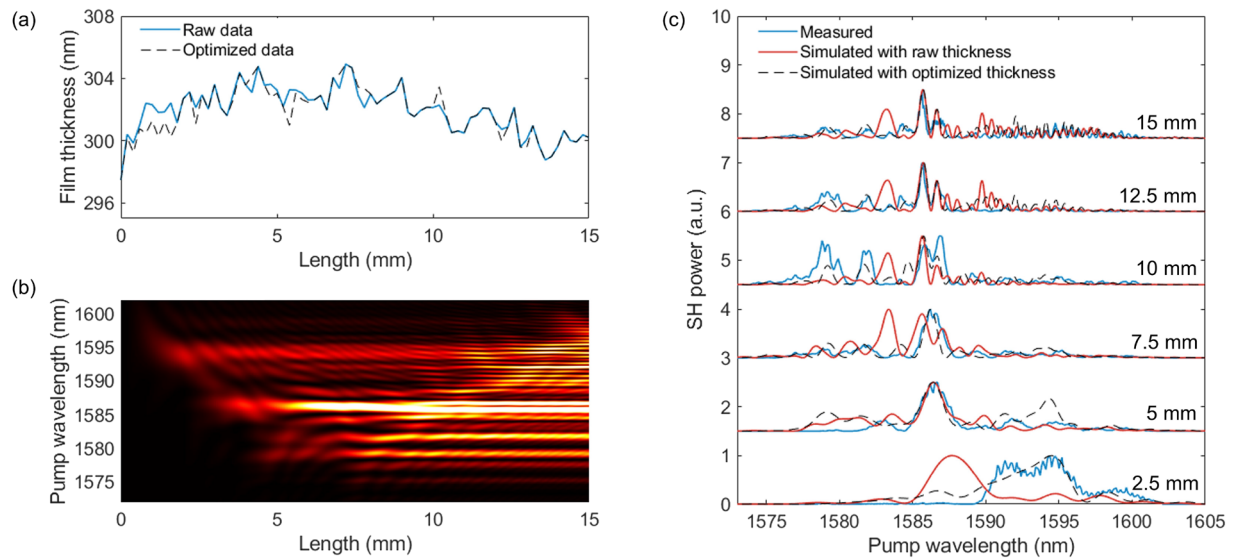 (a)
308
304
300
296
Film thickness (nm)
Raw data
Optimized data
0
5
10
15
Length (mm)
(b)
1600
1595
1590
1585
1580
1575
Pump wavelength (nm)
0
5
10
15
Length (mm)
(c)
10
9
8
7
6
5
4
3
2
1
0
SH power (a.u.)
Measured
Simulated with raw thickness
Simulated with optimized thickness
15 mm
12.5 mm
10 mm
7.5 mm
5 mm
2.5 mm
1575
1580
1585
1590
1595
1600
1605
Pump wavelength (nm)